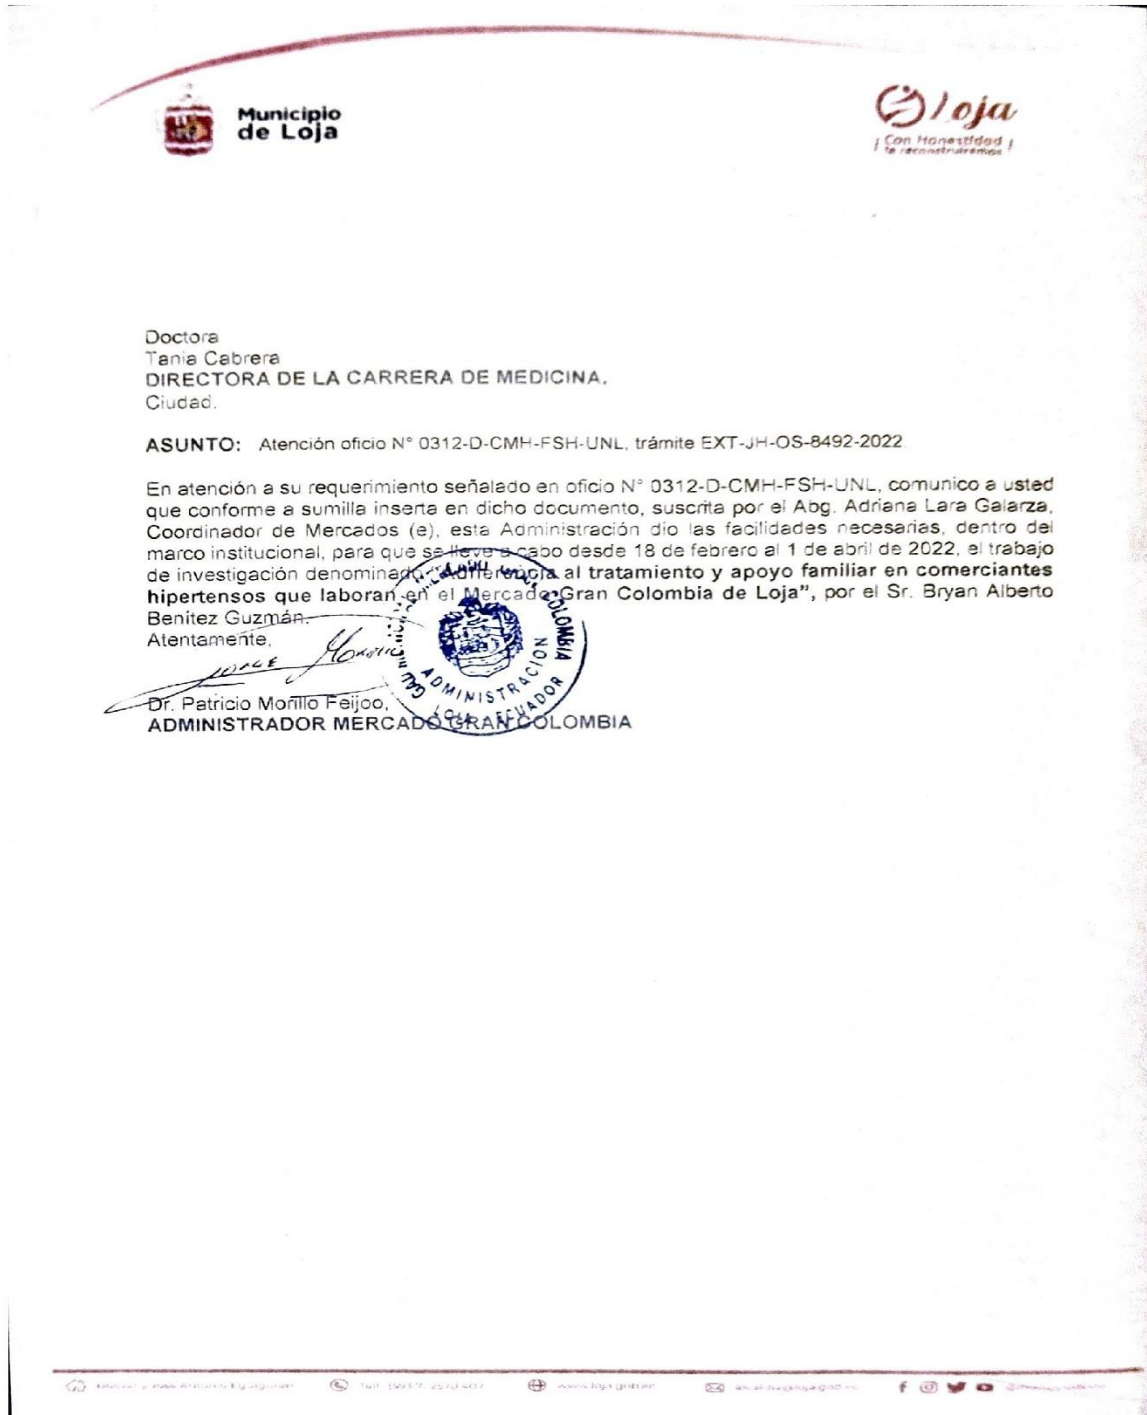 Municipio
de Loja
Loja
¡ Con Honestidad !
te reconstruiremos
Doctora
Tania Cabrera
DIRECTORA DE LA CARRERA DE MEDICINA.
Ciudad.
ASUNTO: Atención oficio N° 0312-D-CMH-FSH-UNL, trámite EXT-JH-OS-8492-2022
En atención a su requerimiento señalado en oficio N° 0312-D-CMH-FSH-UNL, comunico a usted
que conforme a sumilla inserta en dicho documento, suscrita por el Abg. Adriana Lara Galarza,
Coordinador de Mercados (e), esta Administración dio las facilidades necesarias, dentro del
marco institucional, para que se lleve a cabo desde 18 de febrero al 1 de abril de 2022, el trabajo
de investigación denominado "Adherencia al tratamiento y apoyo familiar en comerciantes
hipertensos que laboran en el Mercado Gran Colombia de Loja", por el Sr. Bryan Alberto
Benítez Guzmán.
Atentamente,
COLOMBIA
ADMINISTRACION
LOJA - ECUADOR
Dr. Patricio Morillo Feijoo,
ADMINISTRADOR MERCADO GRAN COLOMBIA